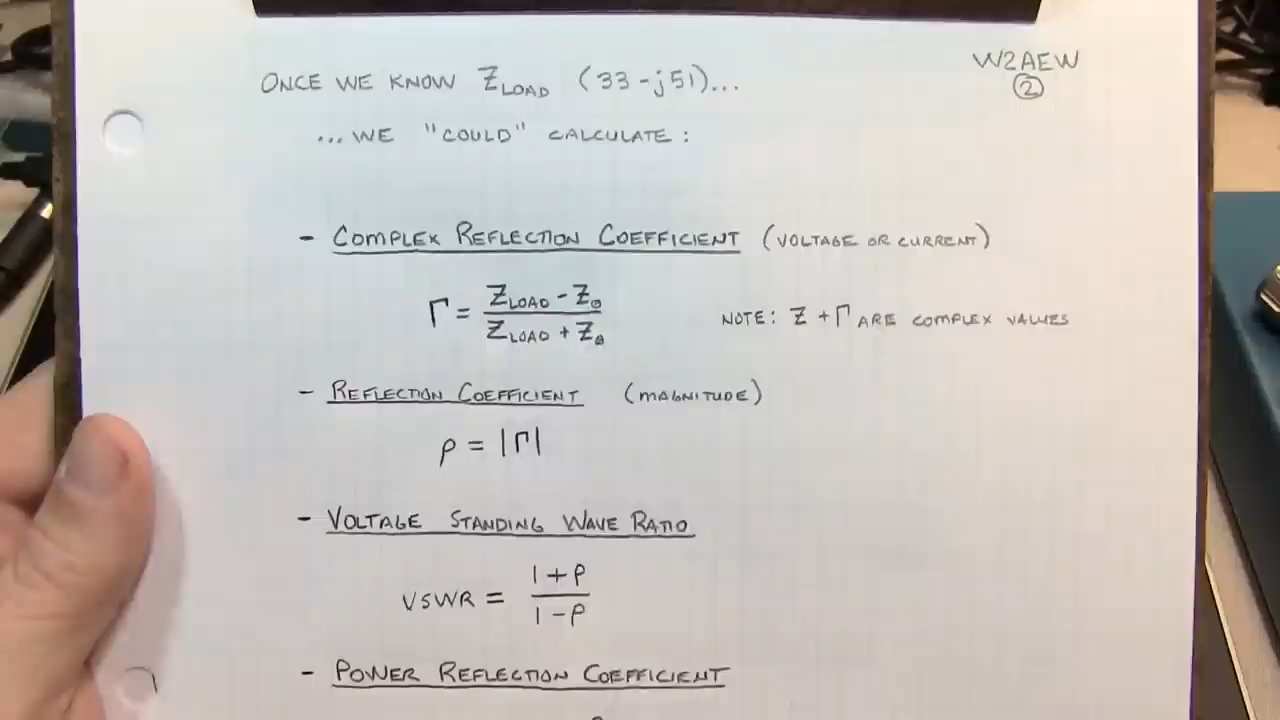 ONCE WE KNOW ZLOAD (33-j51)...
W2AEW
2
...WE "COULD" CALCULATE:
- COMPLEX REFLECTION COEFFICIENT (VOLTAGE OR CURRENT)
Γ = (ZLOAD - Z0) / (ZLOAD + Z0)
NOTE: Z + Γ ARE COMPLEX VALUES
- REFLECTION COEFFICIENT (MAGNITUDE)
ρ = |Γ|
- VOLTAGE STANDING WAVE RATIO
VSWR = (1+ρ) / (1-ρ)
- POWER REFLECTION COEFFICIENT